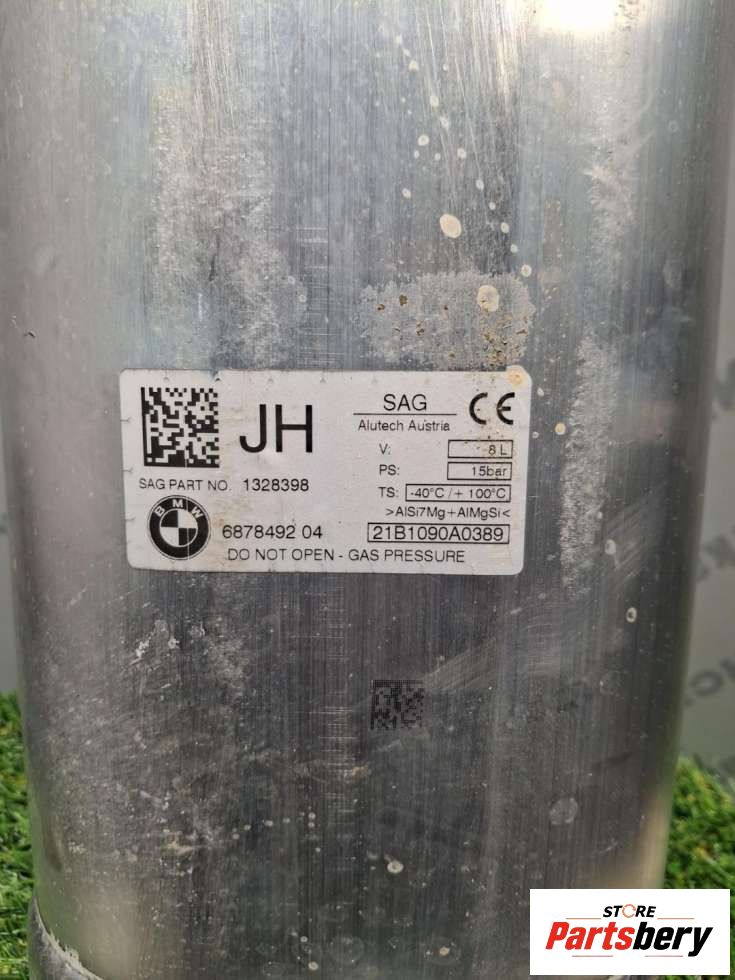 JH
SAG PART NO. 1328398
BMW
6878492 04
SAG
Alutech Austria
CE
V: 8 L
PS: 15bar
TS: -40°C / + 100°C
>AlSi7Mg+AlMgSi<
21B1090A0389
DO NOT OPEN - GAS PRESSURE
STORE
Partsbery